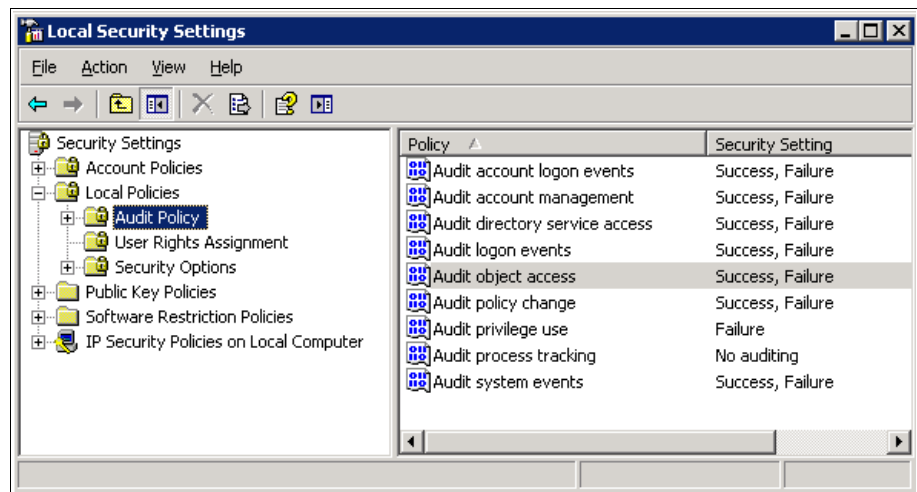 Local Security Settings
File Action View Help
Security Settings
Account Policies
Local Policies
Audit Policy
User Rights Assignment
Security Options
Public Key Policies
Software Restriction Policies
IP Security Policies on Local Computer
Policy Security Setting
Audit account logon events Success, Failure
Audit account management Success, Failure
Audit directory service access Success, Failure
Audit logon events Success, Failure
Audit object access Success, Failure
Audit policy change Success, Failure
Audit privilege use Failure
Audit process tracking No auditing
Audit system events Success, Failure